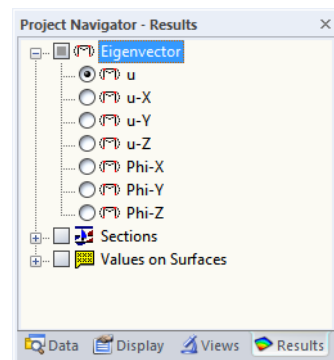 Project Navigator - Results
Eigenvector
u
u-X
u-Y
u-Z
Phi-X
Phi-Y
Phi-Z
Sections
Values on Surfaces
Data Display Views Results